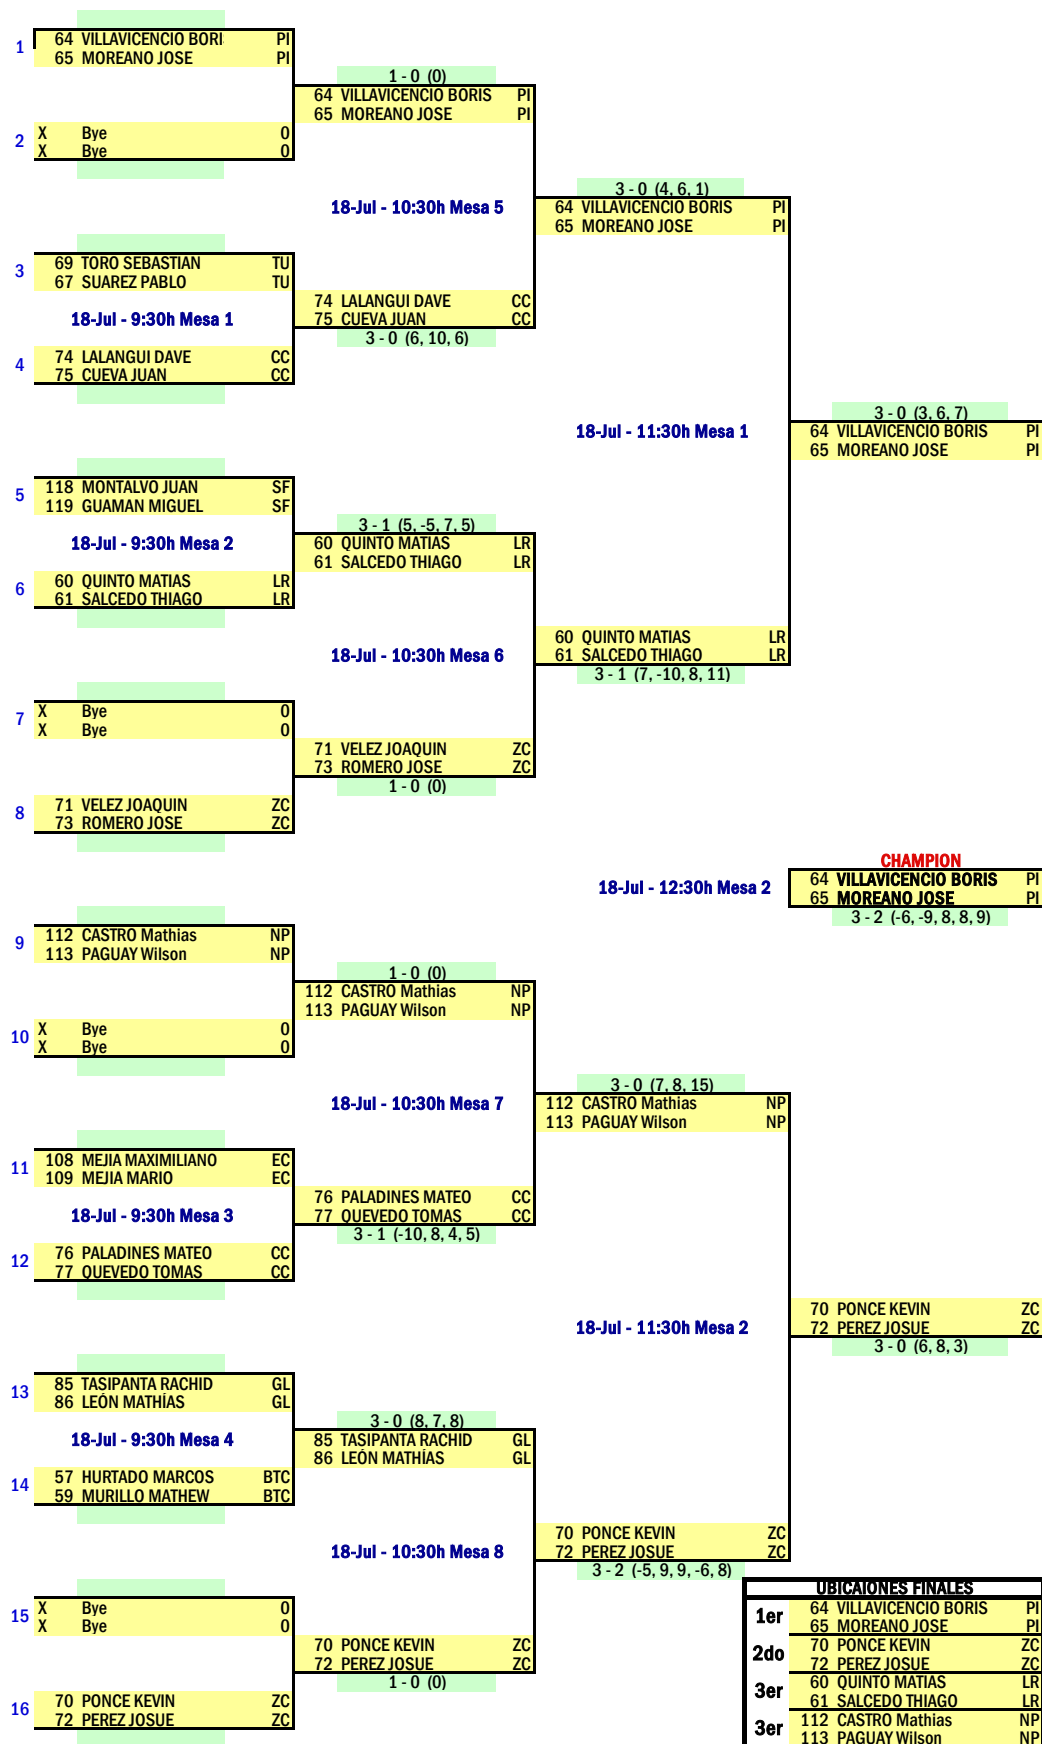 1
64 VILLAVICENCIO BORI PI
65 MOREANO JOSE PI
1 - 0 (0)
64 VILLAVICENCIO BORIS PI
65 MOREANO JOSE PI
2
X Bye 0
X Bye 0
18-Jul - 10:30h Mesa 5
3 - 0 (4, 6, 1)
64 VILLAVICENCIO BORIS PI
65 MOREANO JOSE PI
3
69 TORO SEBASTIAN TU
67 SUAREZ PABLO TU
18-Jul - 9:30h Mesa 1
74 LALANGUI DAVE CC
75 CUEVA JUAN CC
3 - 0 (6, 10, 6)
4
74 LALANGUI DAVE CC
75 CUEVA JUAN CC
18-Jul - 11:30h Mesa 1
3 - 0 (3, 6, 7)
64 VILLAVICENCIO BORIS PI
65 MOREANO JOSE PI
5
118 MONTALVO JUAN SF
119 GUAMAN MIGUEL SF
18-Jul - 9:30h Mesa 2
3 - 1 (5, -5, 7, 5)
60 QUINTO MATIAS LR
61 SALCEDO THIAGO LR
6
60 QUINTO MATIAS LR
61 SALCEDO THIAGO LR
18-Jul - 10:30h Mesa 6
60 QUINTO MATIAS LR
61 SALCEDO THIAGO LR
3 - 1 (7, -10, 8, 11)
7
X Bye 0
X Bye 0
71 VELEZ JOAQUIN ZC
73 ROMERO JOSE ZC
1 - 0 (0)
8
71 VELEZ JOAQUIN ZC
73 ROMERO JOSE ZC
CHAMPION
18-Jul - 12:30h Mesa 2
64 VILLAVICENCIO BORIS PI
65 MOREANO JOSE PI
3 - 2 (-6, -9, 8, 8, 9)
9
112 CASTRO Mathias NP
113 PAGUAY Wilson NP
1 - 0 (0)
112 CASTRO Mathias NP
113 PAGUAY Wilson NP
10
X Bye 0
X Bye 0
18-Jul - 10:30h Mesa 7
3 - 0 (7, 8, 15)
112 CASTRO Mathias NP
113 PAGUAY Wilson NP
11
108 MEJIA MAXIMILIANO EC
109 MEJIA MARIO EC
18-Jul - 9:30h Mesa 3
76 PALADINES MATEO CC
77 QUEVEDO TOMAS CC
3 - 1 (-10, 8, 4, 5)
12
76 PALADINES MATEO CC
77 QUEVEDO TOMAS CC
18-Jul - 11:30h Mesa 2
70 PONCE KEVIN ZC
72 PEREZ JOSUE ZC
3 - 0 (6, 8, 3)
13
85 TASIPANTA RACHID GL
86 LEÓN MATHÍAS GL
18-Jul - 9:30h Mesa 4
3 - 0 (8, 7, 8)
85 TASIPANTA RACHID GL
86 LEÓN MATHÍAS GL
14
57 HURTADO MARCOS BTC
59 MURILLO MATHEW BTC
18-Jul - 10:30h Mesa 8
70 PONCE KEVIN ZC
72 PEREZ JOSUE ZC
3 - 2 (-5, 9, 9, -6, 8)
15
X Bye 0
X Bye 0
70 PONCE KEVIN ZC
72 PEREZ JOSUE ZC
1 - 0 (0)
16
70 PONCE KEVIN ZC
72 PEREZ JOSUE ZC
UBICAIONES FINALES
1er
64 VILLAVICENCIO BORIS PI
65 MOREANO JOSE PI
2do
70 PONCE KEVIN ZC
72 PEREZ JOSUE ZC
3er
60 QUINTO MATIAS LR
61 SALCEDO THIAGO LR
3er
112 CASTRO Mathias NP
113 PAGUAY Wilson NP